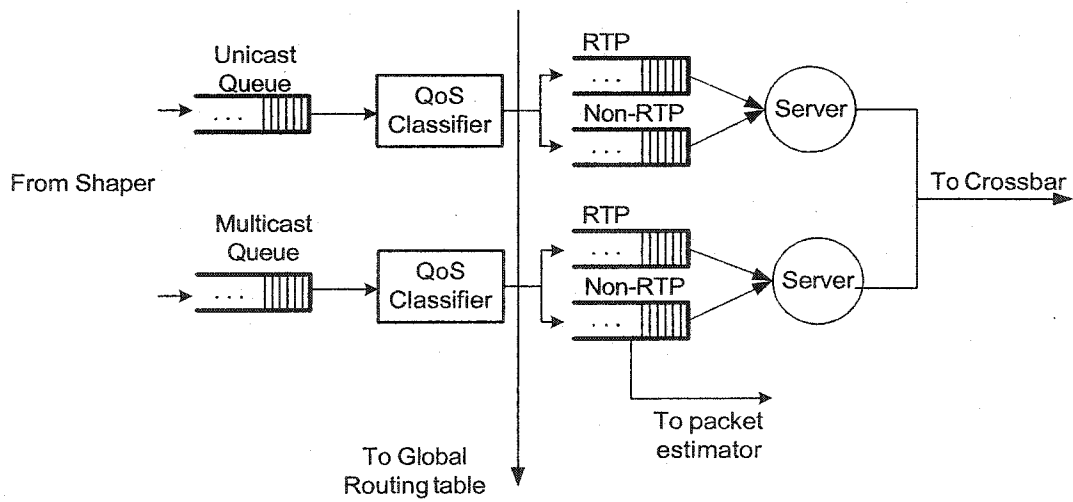 Unicast
Queue
. . .
QoS
Classifier
RTP
. . .
Non-RTP
. . .
Server
From Shaper
To Crossbar
Multicast
Queue
. . .
QoS
Classifier
RTP
. . .
Non-RTP
. . .
Server
To packet
estimator
To Global
Routing table